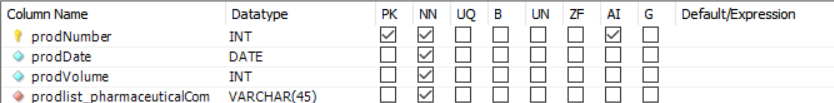 Column Name Datatype PK NN UQ B UN ZF AI G Default/Expression
prodNumber INT
prodDate DATE
prodVolume INT
prodlist_pharmaceuticalCom VARCHAR(45)